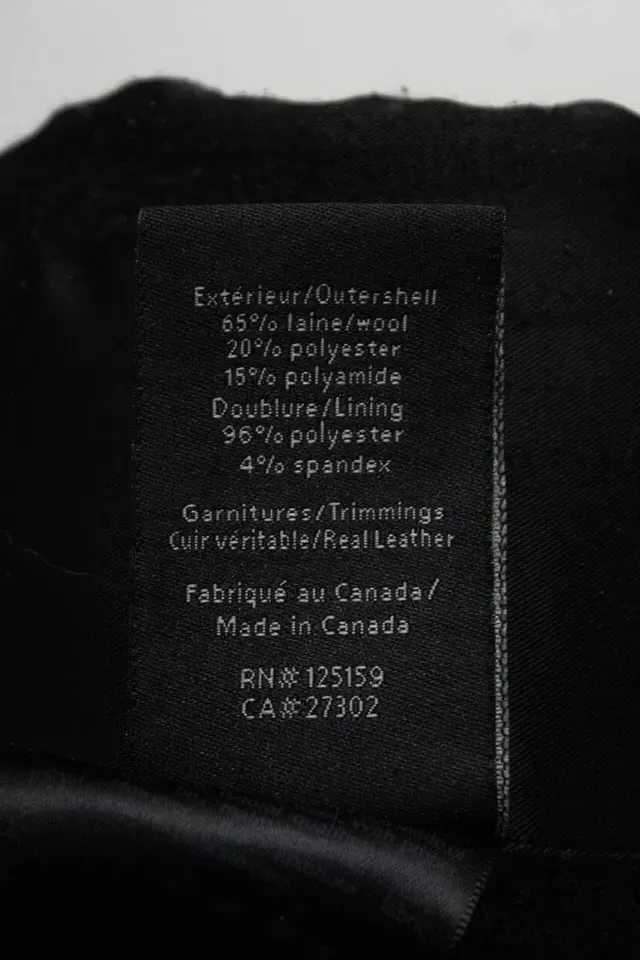 Extérieur/Outershell
65% laine/wool
20% polyester
15% polyamide
Doublure/Lining
96% polyester
4% spandex
Garnitures/Trimmings
Cuir véritable/Real Leather
Fabriqué au Canada/
Made in Canada
RN# 125159
CA# 27302